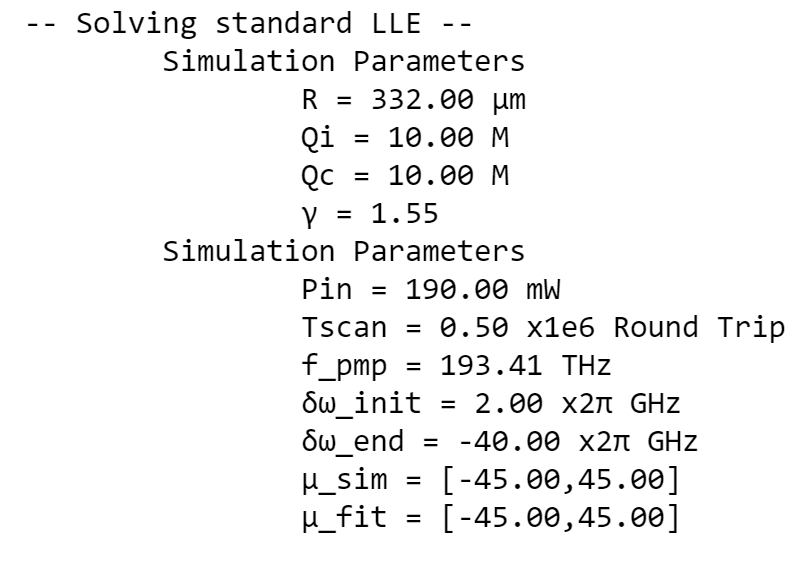 -- Solving standard LLE --
Simulation Parameters
R = 332.00 μm
Qi = 10.00 M
Qc = 10.00 M
γ = 1.55
Simulation Parameters
Pin = 190.00 mW
Tscan = 0.50 x1e6 Round Trip
f_pmp = 193.41 THz
δω_init = 2.00 x2π GHz
δω_end = -40.00 x2π GHz
μ_sim = [-45.00,45.00]
μ_fit = [-45.00,45.00]